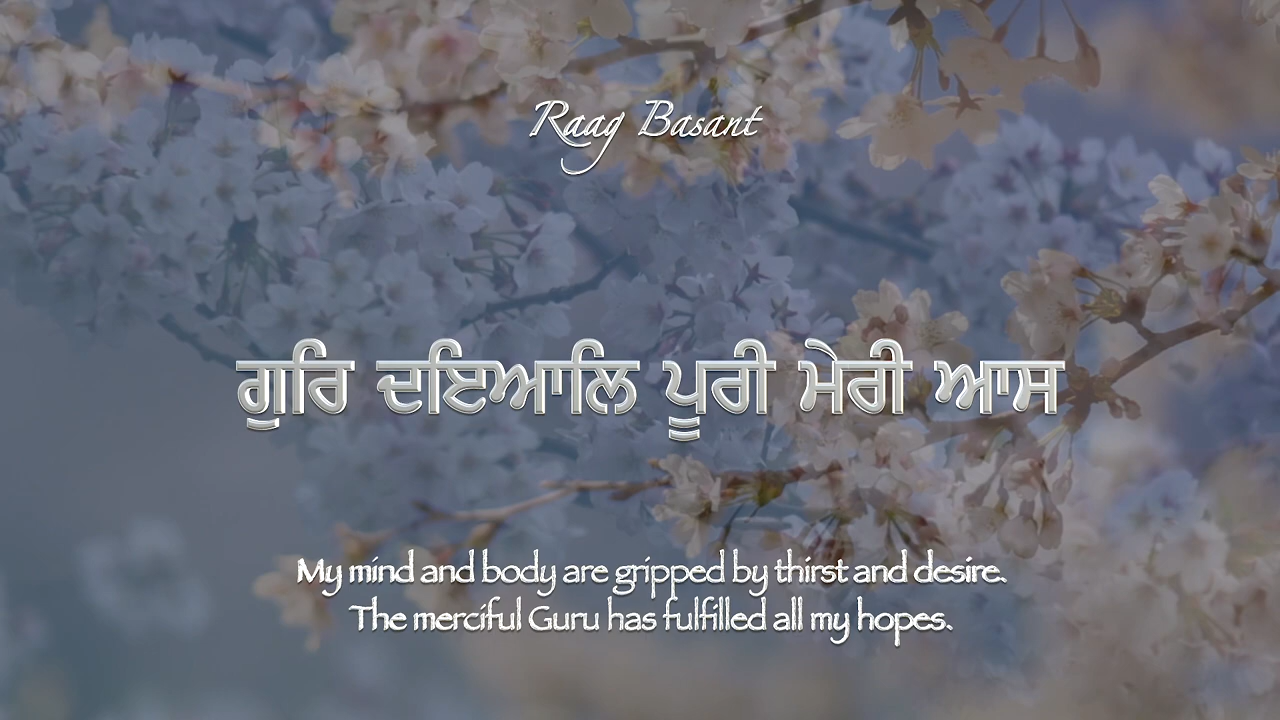 Raag Basant
ਗੁਰਿ ਦਇਆਲਿ ਪੂਰੀ ਮੇਰੀ ਆਸ
My mind and body are gripped by thirst and desire.
The merciful Guru has fulfilled all my hopes.